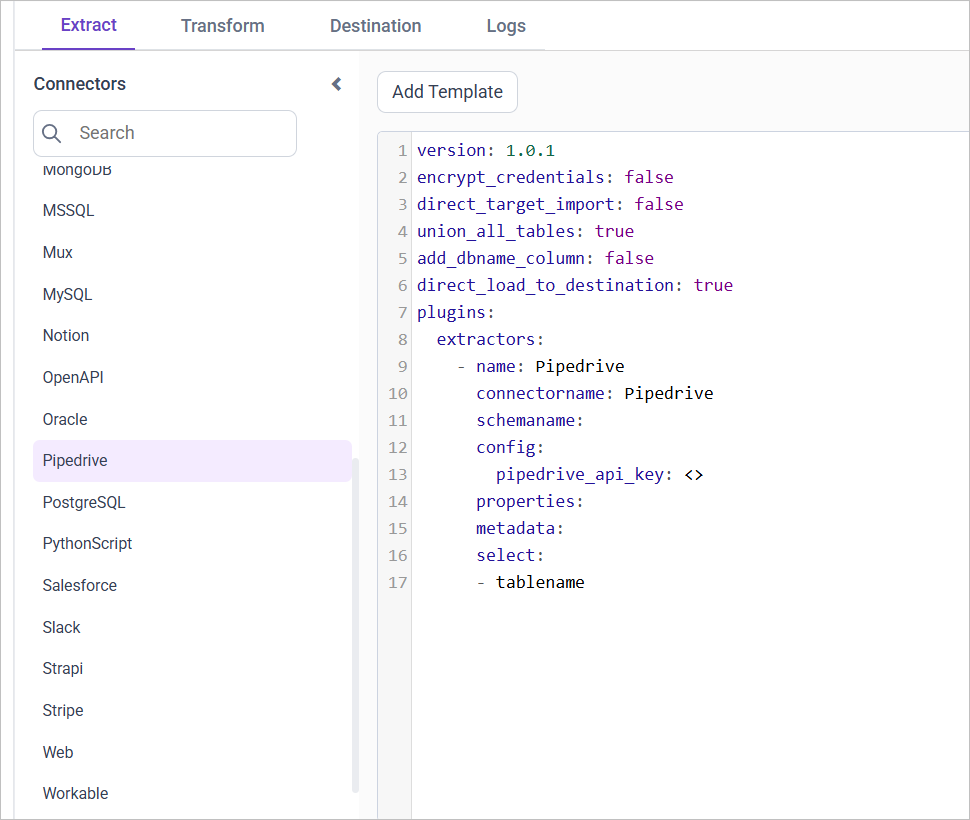 Extract Transform Destination Logs
Connectors
Search
MongoDB
MSSQL
Mux
MySQL
Notion
OpenAPI
Oracle
Pipedrive
PostgreSQL
PythonScript
Salesforce
Slack
Strapi
Stripe
Web
Workable
Add Template
1 version: 1.0.1
2 encrypt_credentials: false
3 direct_target_import: false
4 union_all_tables: true
5 add_dbname_column: false
6 direct_load_to_destination: true
7 plugins:
8   extractors:
9     - name: Pipedrive
10       connectorname: Pipedrive
11       schemaname:
12       config:
13         pipedrive_api_key: <>
14       properties:
15       metadata:
16       select:
17       - tablename